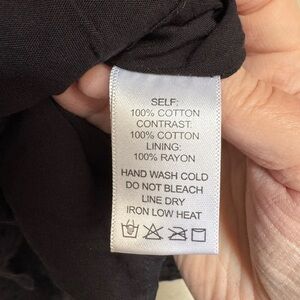 SELF:
100% COTTON
CONTRAST:
100% COTTON
LINING:
100% RAYON
HAND WASH COLD
DO NOT BLEACH
LINE DRY
IRON LOW HEAT